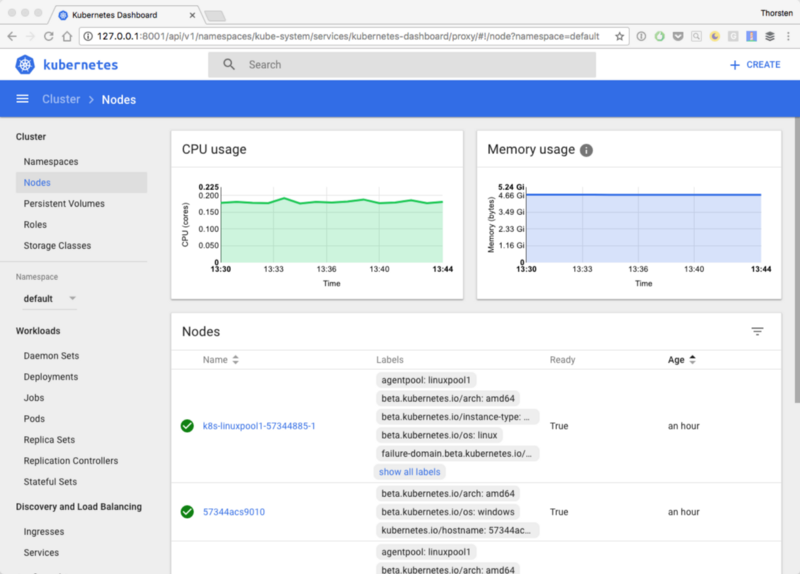 Kubernetes Dashboard
Thorsten
127.0.0.1:8001/api/v1/namespaces/kube-system/services/kubernetes-dashboard/proxy/#!/node?namespace=default
kubernetes
Search
+ CREATE
Cluster > Nodes
Cluster
Namespaces
Nodes
Persistent Volumes
Roles
Storage Classes
Namespace
default
Workloads
Daemon Sets
Deployments
Jobs
Pods
Replica Sets
Replication Controllers
Stateful Sets
Discovery and Load Balancing
Ingresses
Services
CPU usage
CPU (cores)
0.225
0.200
0.150
0.100
0.050
0
13:30 13:33 13:36 13:40 13:44
Time
Memory usage
Memory (bytes)
5.24 Gi
4.66 Gi
3.49 Gi
2.33 Gi
1.16 Gi
0
13:30 13:33 13:36 13:40 13:44
Time
Nodes
Name Labels Ready Age
agentpool: linuxpool1
beta.kubernetes.io/arch: amd64
beta.kubernetes.io/instance-type: ...
k8s-linuxpool1-57344885-1 True an hour
beta.kubernetes.io/os: linux
failure-domain.beta.kubernetes.io/...
show all labels
beta.kubernetes.io/arch: amd64
57344acs9010 beta.kubernetes.io/os: windows True an hour
kubernetes.io/hostname: 57344ac...
agentpool: linuxpool1
beta.kubernetes.io/arch: amd64